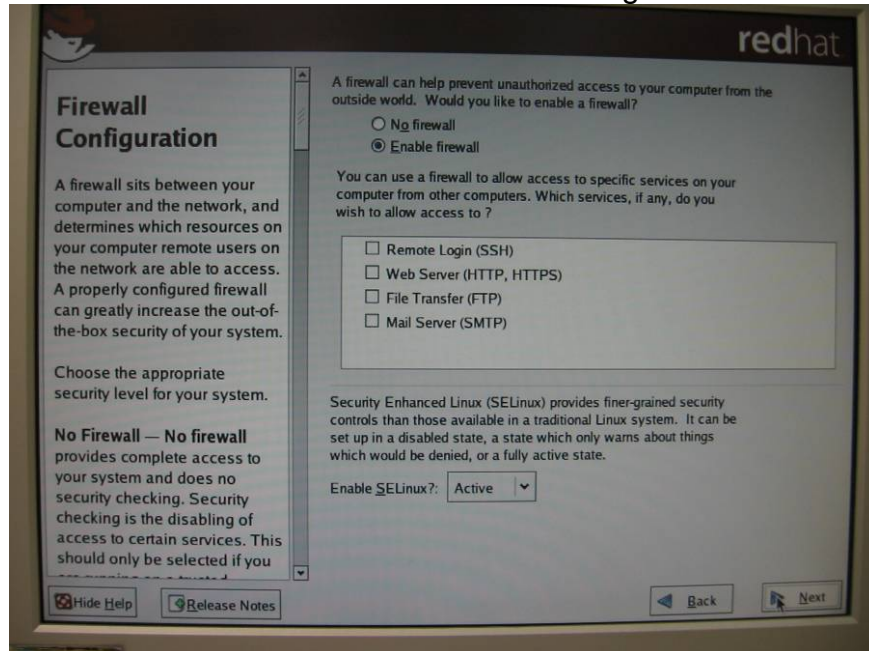 redhat
Firewall
Configuration
A firewall sits between your
computer and the network, and
determines which resources on
your computer remote users on
the network are able to access.
A properly configured firewall
can greatly increase the out-of-
the-box security of your system.
Choose the appropriate
security level for your system.
No Firewall — No firewall
provides complete access to
your system and does no
security checking. Security
checking is the disabling of
access to certain services. This
should only be selected if you
A firewall can help prevent unauthorized access to your computer from the
outside world. Would you like to enable a firewall?
No firewall
Enable firewall
You can use a firewall to allow access to specific services on your
computer from other computers. Which services, if any, do you
wish to allow access to ?
Remote Login (SSH)
Web Server (HTTP, HTTPS)
File Transfer (FTP)
Mail Server (SMTP)
Security Enhanced Linux (SELinux) provides finer-grained security
controls than those available in a traditional Linux system. It can be
set up in a disabled state, a state which only warns about things
which would be denied, or a fully active state.
Enable SELinux?: Active
Hide Help
Release Notes
Back
Next